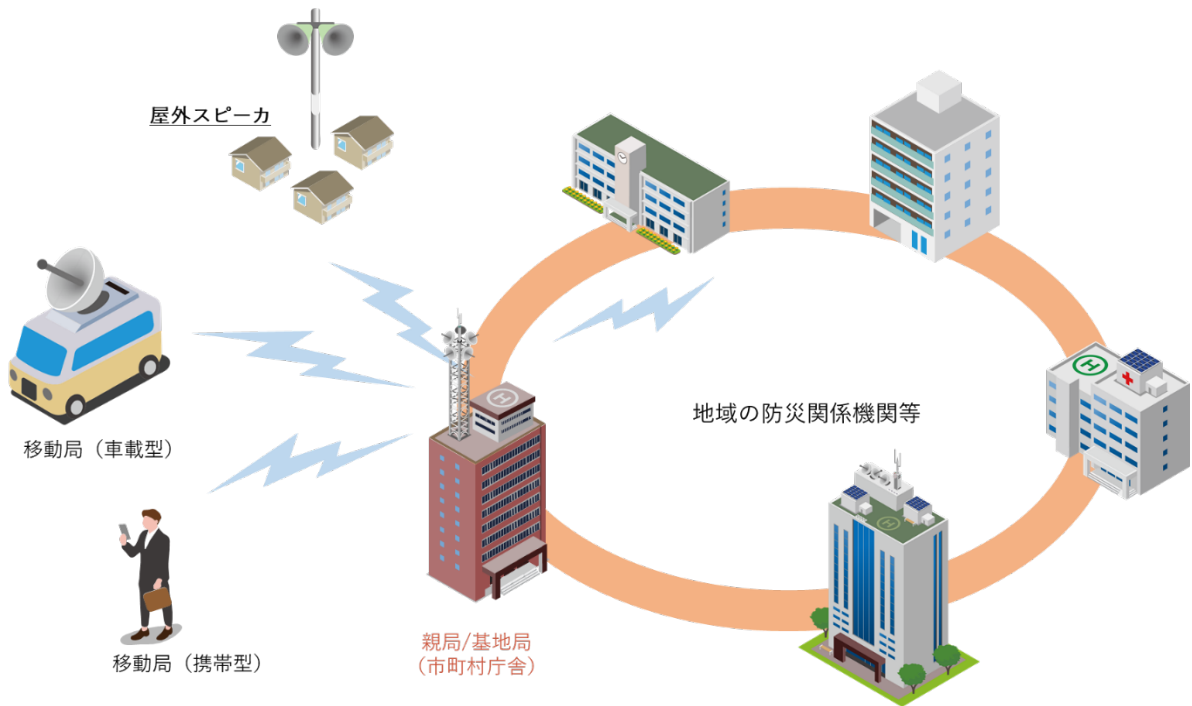 屋外スピーカ
地域の防災関係機関等
移動局（車載型）
親局/基地局
（市町村庁舎）
移動局（携帯型）
H
H
H